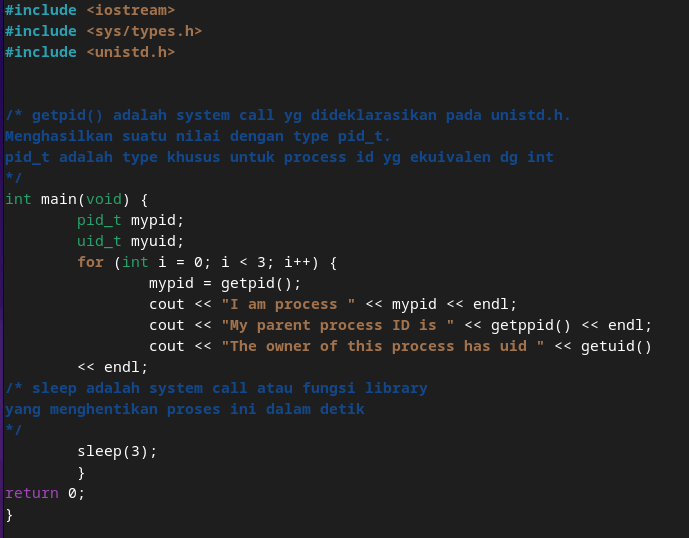 #include <iostream>
#include <sys/types.h>
#include <unistd.h>
/* getpid() adalah system call yg dideklarasikan pada unistd.h.
Menghasilkan suatu nilai dengan type pid_t.
pid_t adalah type khusus untuk process id yg ekuivalen dg int
*/
int main(void) {
        pid_t mypid;
        uid_t myuid;
        for (int i = 0; i < 3; i++) {
                mypid = getpid();
                cout << "I am process " << mypid << endl;
                cout << "My parent process ID is " << getppid() << endl;
                cout << "The owner of this process has uid " << getuid()
        << endl;
/* sleep adalah system call atau fungsi library
yang menghentikan proses ini dalam detik
*/
        sleep(3);
        }
return 0;
}